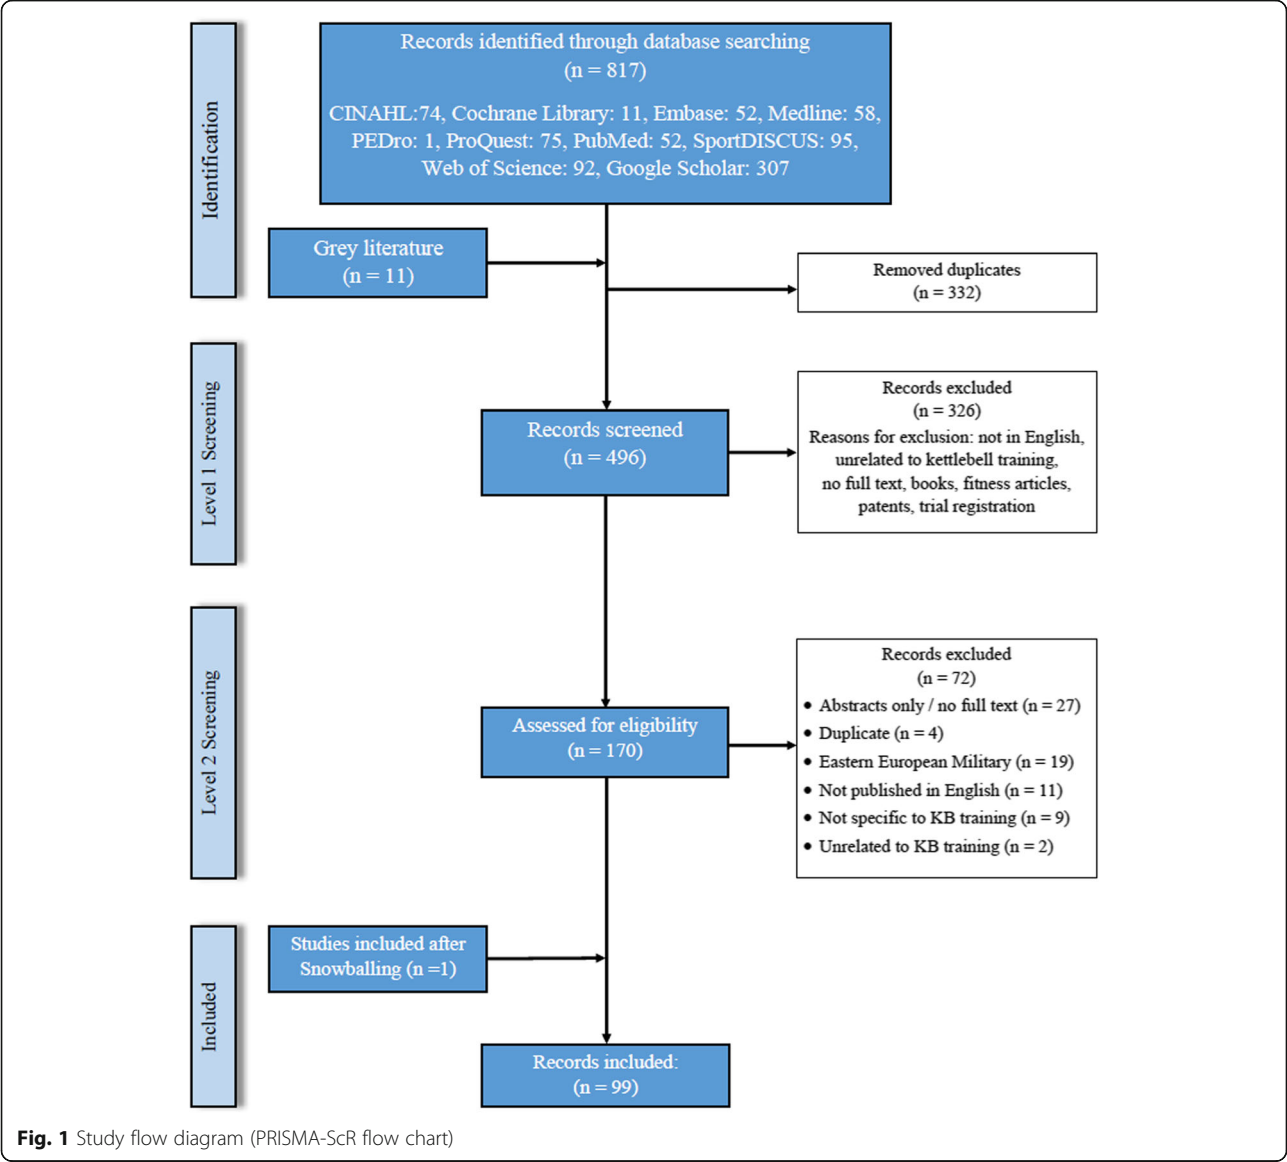 Identification
Records identified through database searching
(n = 817)
CINAHL:74, Cochrane Library: 11, Embase: 52, Medline: 58,
PEDro: 1, ProQuest: 75, PubMed: 52, SportDISCUS: 95,
Web of Science: 92, Google Scholar: 307
Grey literature
(n = 11)
Removed duplicates
(n = 332)
Level 1 Screening
Records screened
(n = 496)
Records excluded
(n = 326)
Reasons for exclusion: not in English,
unrelated to kettlebell training,
no full text, books, fitness articles,
patents, trial registration
Level 2 Screening
Assessed for eligibility
(n = 170)
Records excluded
(n = 72)
• Abstracts only / no full text (n = 27)
• Duplicate (n = 4)
• Eastern European Military (n = 19)
• Not published in English (n = 11)
• Not specific to KB training (n = 9)
• Unrelated to KB training (n = 2)
Included
Studies included after
Snowballing (n =1)
Records included:
(n = 99)
Fig. 1 Study flow diagram (PRISMA-ScR flow chart)